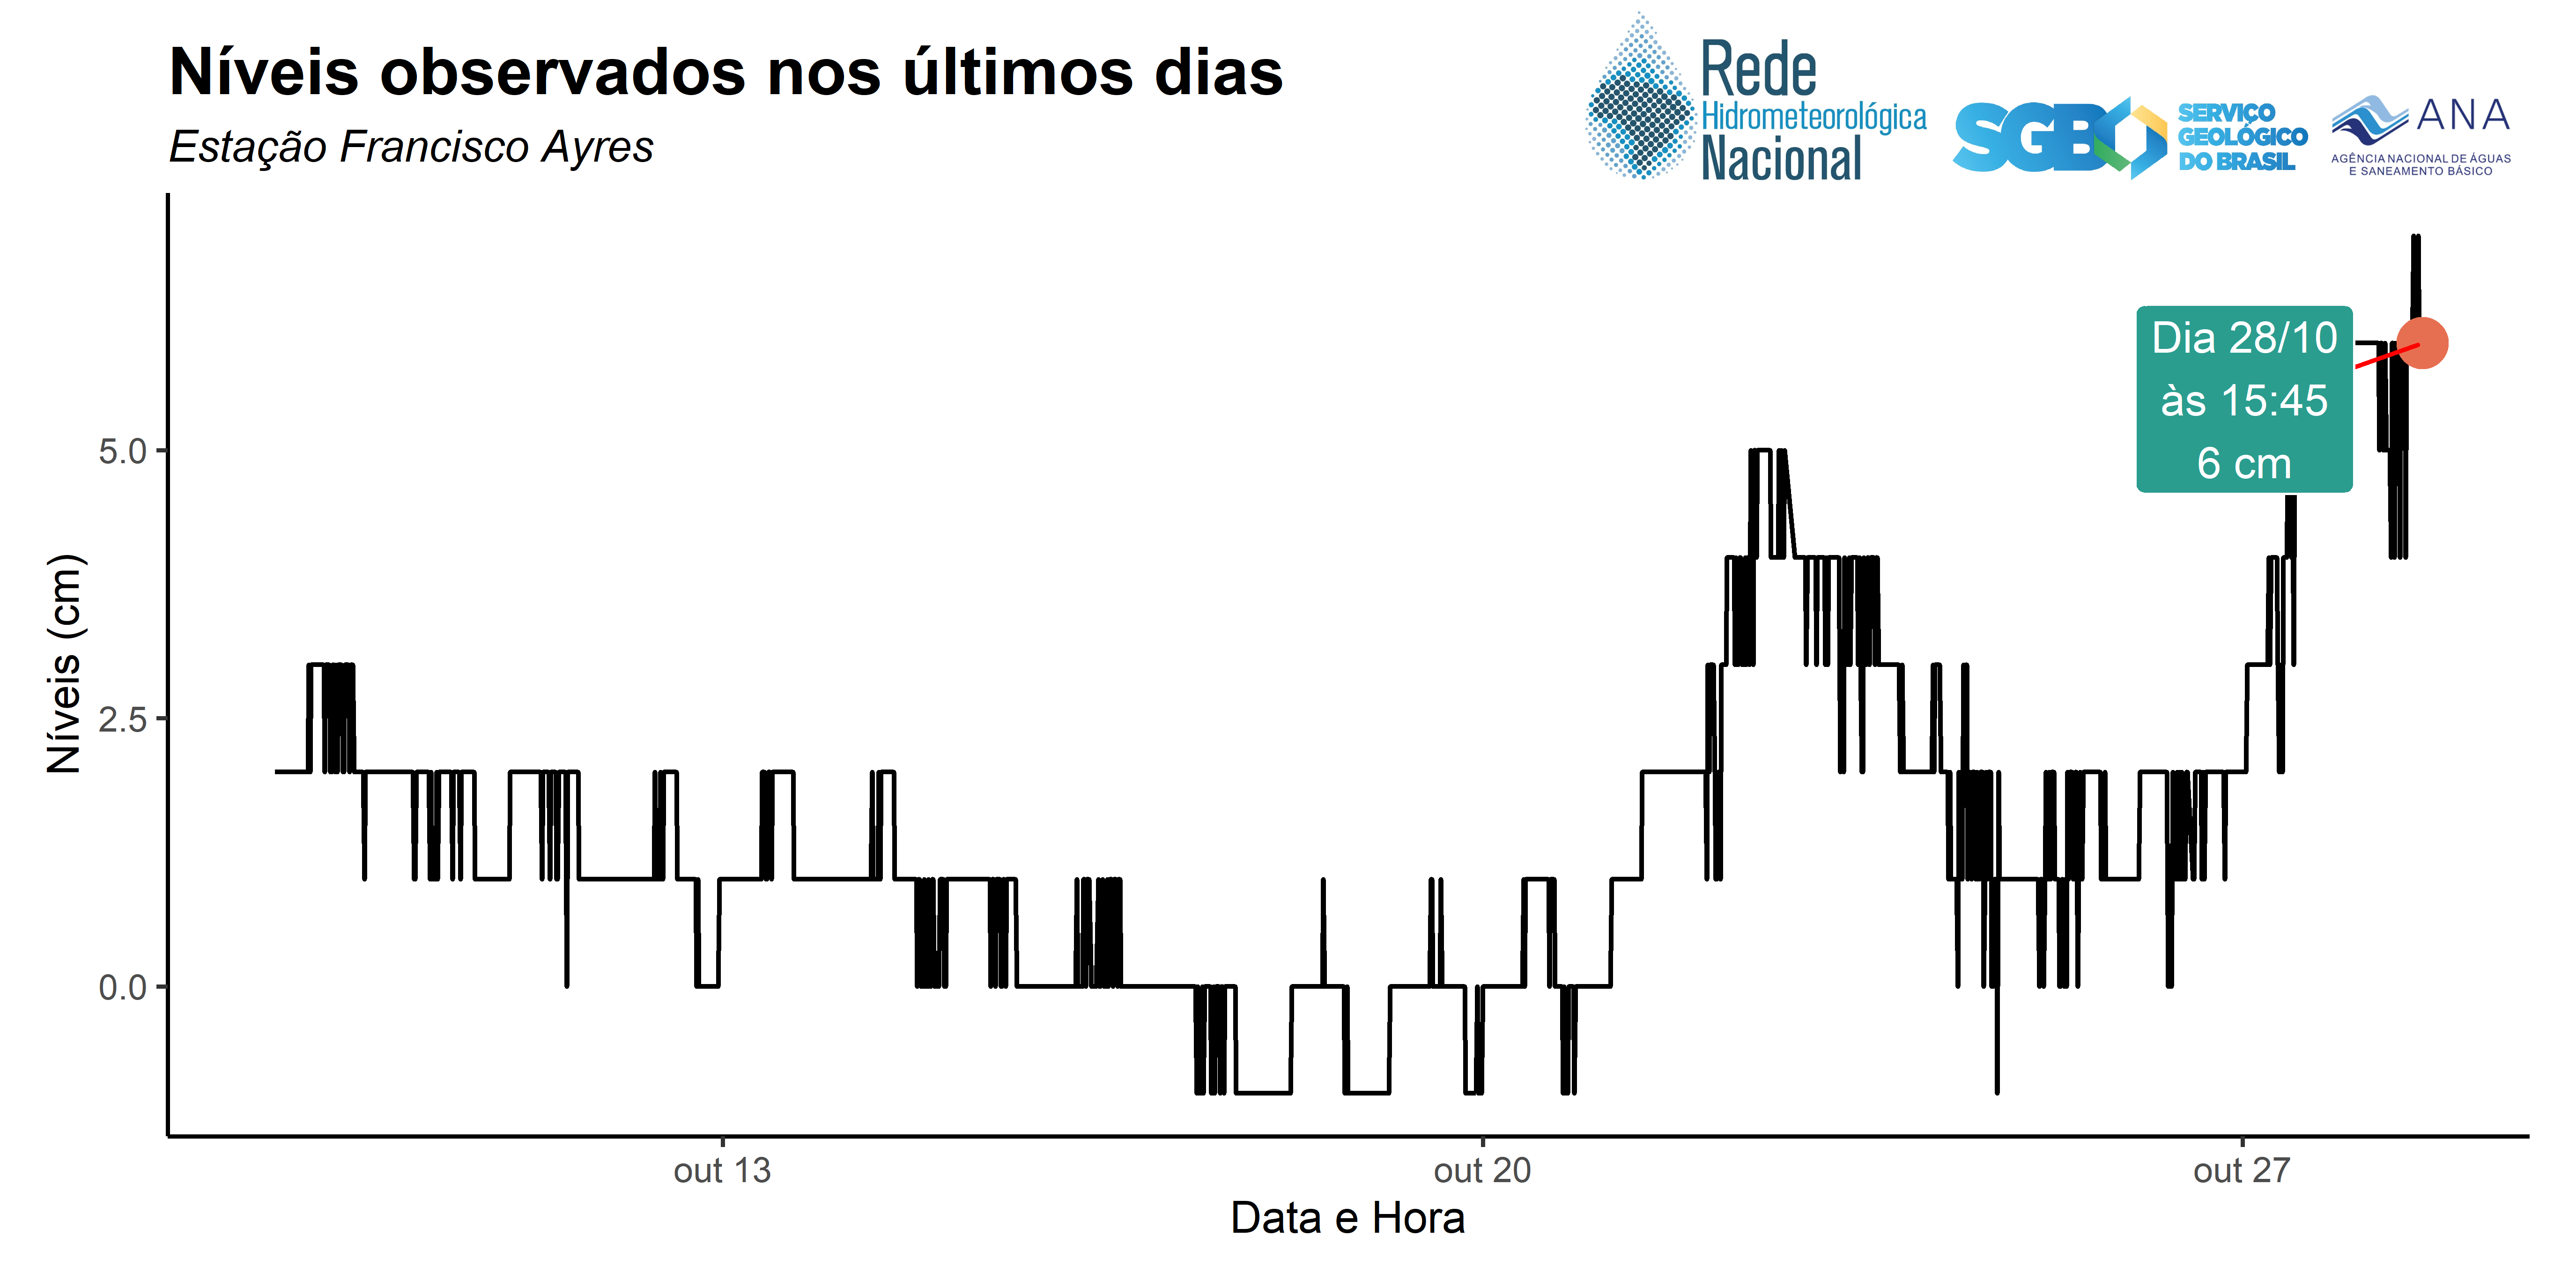 Níveis observados nos últimos dias
Estação Francisco Ayres
Rede
Hidrometeorológica
Nacional
SGB
SERVIÇO
GEOLÓGICO
DO BRASIL
ANA
AGÊNCIA NACIONAL DE ÁGUAS
E SANEAMENTO BÁSICO
Dia 28/10
às 15:45
6 cm
Níveis (cm)
5.0
2.5
0.0
out 13
out 20
out 27
Data e Hora